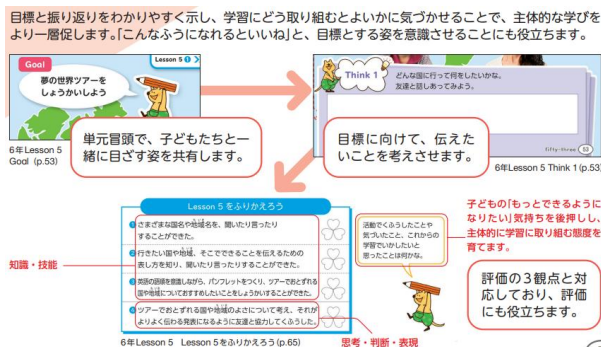 目標と振り返りをわかりやすく示し、学習にどう取り組むとよいかに気づかせることで、主体的な学びを
より一層促します。「こんなふうになれるといいね」と、目標とする姿を意識させることにも役立ちます。
Goal
Lesson 5 1
夢の世界ツアーを
しょうかいしよう
単元冒頭で、子どもたちと一
緒に目ざす姿を共有します。
6年Lesson 5
Goal (p.53)
Think 1
どんな国に行って何をしたいかな。
友達と話しあってみよう。
目標に向けて、伝えた
いことを考えさせます。
fifty-three 53
6年Lesson 5 Think 1 (p.53)
Lesson 5をふりかえろう
1 さまざまな国名や地域名を、聞いたり言ったり
することができた。
2 行きたい国や地域、そこでできることを伝えるための
表し方を知り、聞いたり言ったりすることができた。
3 英語の語順を意識しながら、パンフレットをつくり、ツアーでおとずれる
国や地域についておすすめしたいことをしょうかいすることができた。
4 ツアーでおとずれる国や地域のよさについて考え、それが
よりよく伝わる発表になるように友達と協力してくふうした。
知識・技能
思考・判断・表現
6年Lesson 5 Lesson 5をふりかえろう(p.65)
活動でくふうしたことや
気づいたこと、これからの
学習でいかしたいと
思ったことは何かな。
子どもの「もっとできるように
なりたい」気持ちを後押しし、
主体的に学習に取り組む態度を
育てます。
評価の3観点と対
応しており、評価
にも役立ちます。